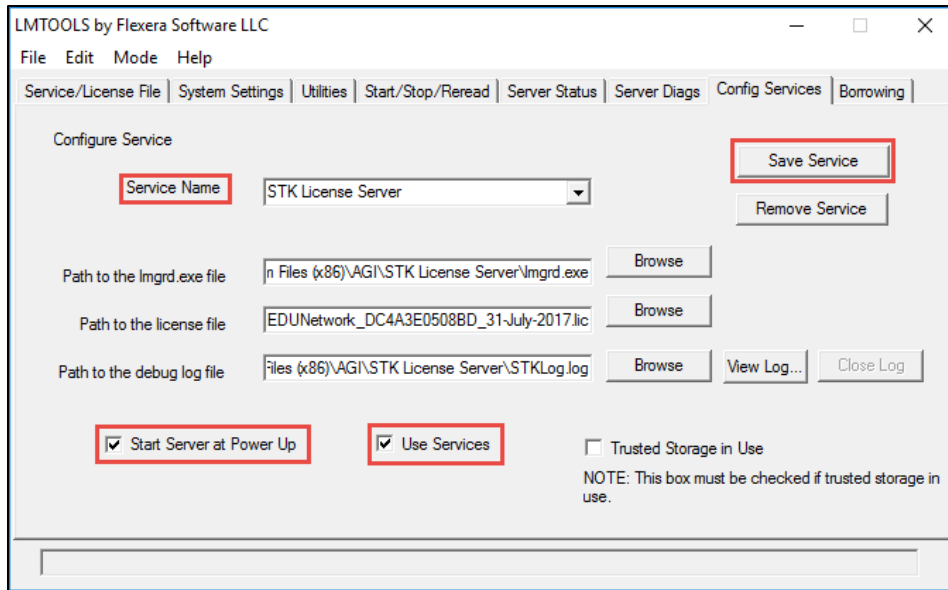 LMTOOLS by Flexera Software LLC
File Edit Mode Help
Service/License File System Settings Utilities Start/Stop/Reread Server Status Server Diags Config Services Borrowing
Configure Service
Save Service
Service Name STK License Server
Remove Service
Path to the lmgrd.exe file n Files (x86)\AGI\STK License Server\lmgrd.exe Browse
Path to the license file EDUNetwork_DC4A3E0508BD_31-July-2017.lic Browse
Path to the debug log file Files (x86)\AGI\STK License Server\STKLog.log Browse View Log... Close Log
Start Server at Power Up Use Services Trusted Storage in Use
NOTE: This box must be checked if trusted storage in
use.